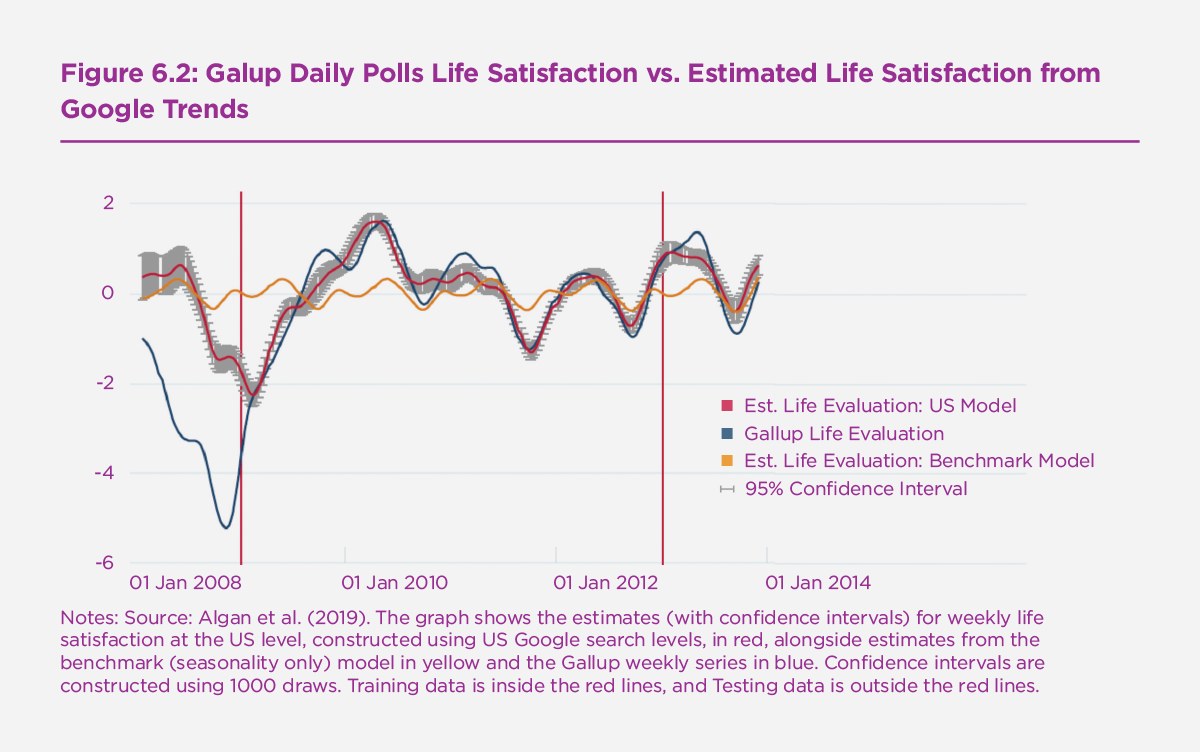 Figure 6.2: Galup Daily Polls Life Satisfaction vs. Estimated Life Satisfaction from
Google Trends
2
0
-2
-4
-6
Est. Life Evaluation: US Model
Gallup Life Evaluation
Est. Life Evaluation: Benchmark Model
95% Confidence Interval
01 Jan 2008
01 Jan 2010
01 Jan 2012
01 Jan 2014
Notes: Source: Algan et al. (2019). The graph shows the estimates (with confidence intervals) for weekly life
satisfaction at the US level, constructed using US Google search levels, in red, alongside estimates from the
benchmark (seasonality only) model in yellow and the Gallup weekly series in blue. Confidence intervals are
constructed using 1000 draws. Training data is inside the red lines, and Testing data is outside the red lines.